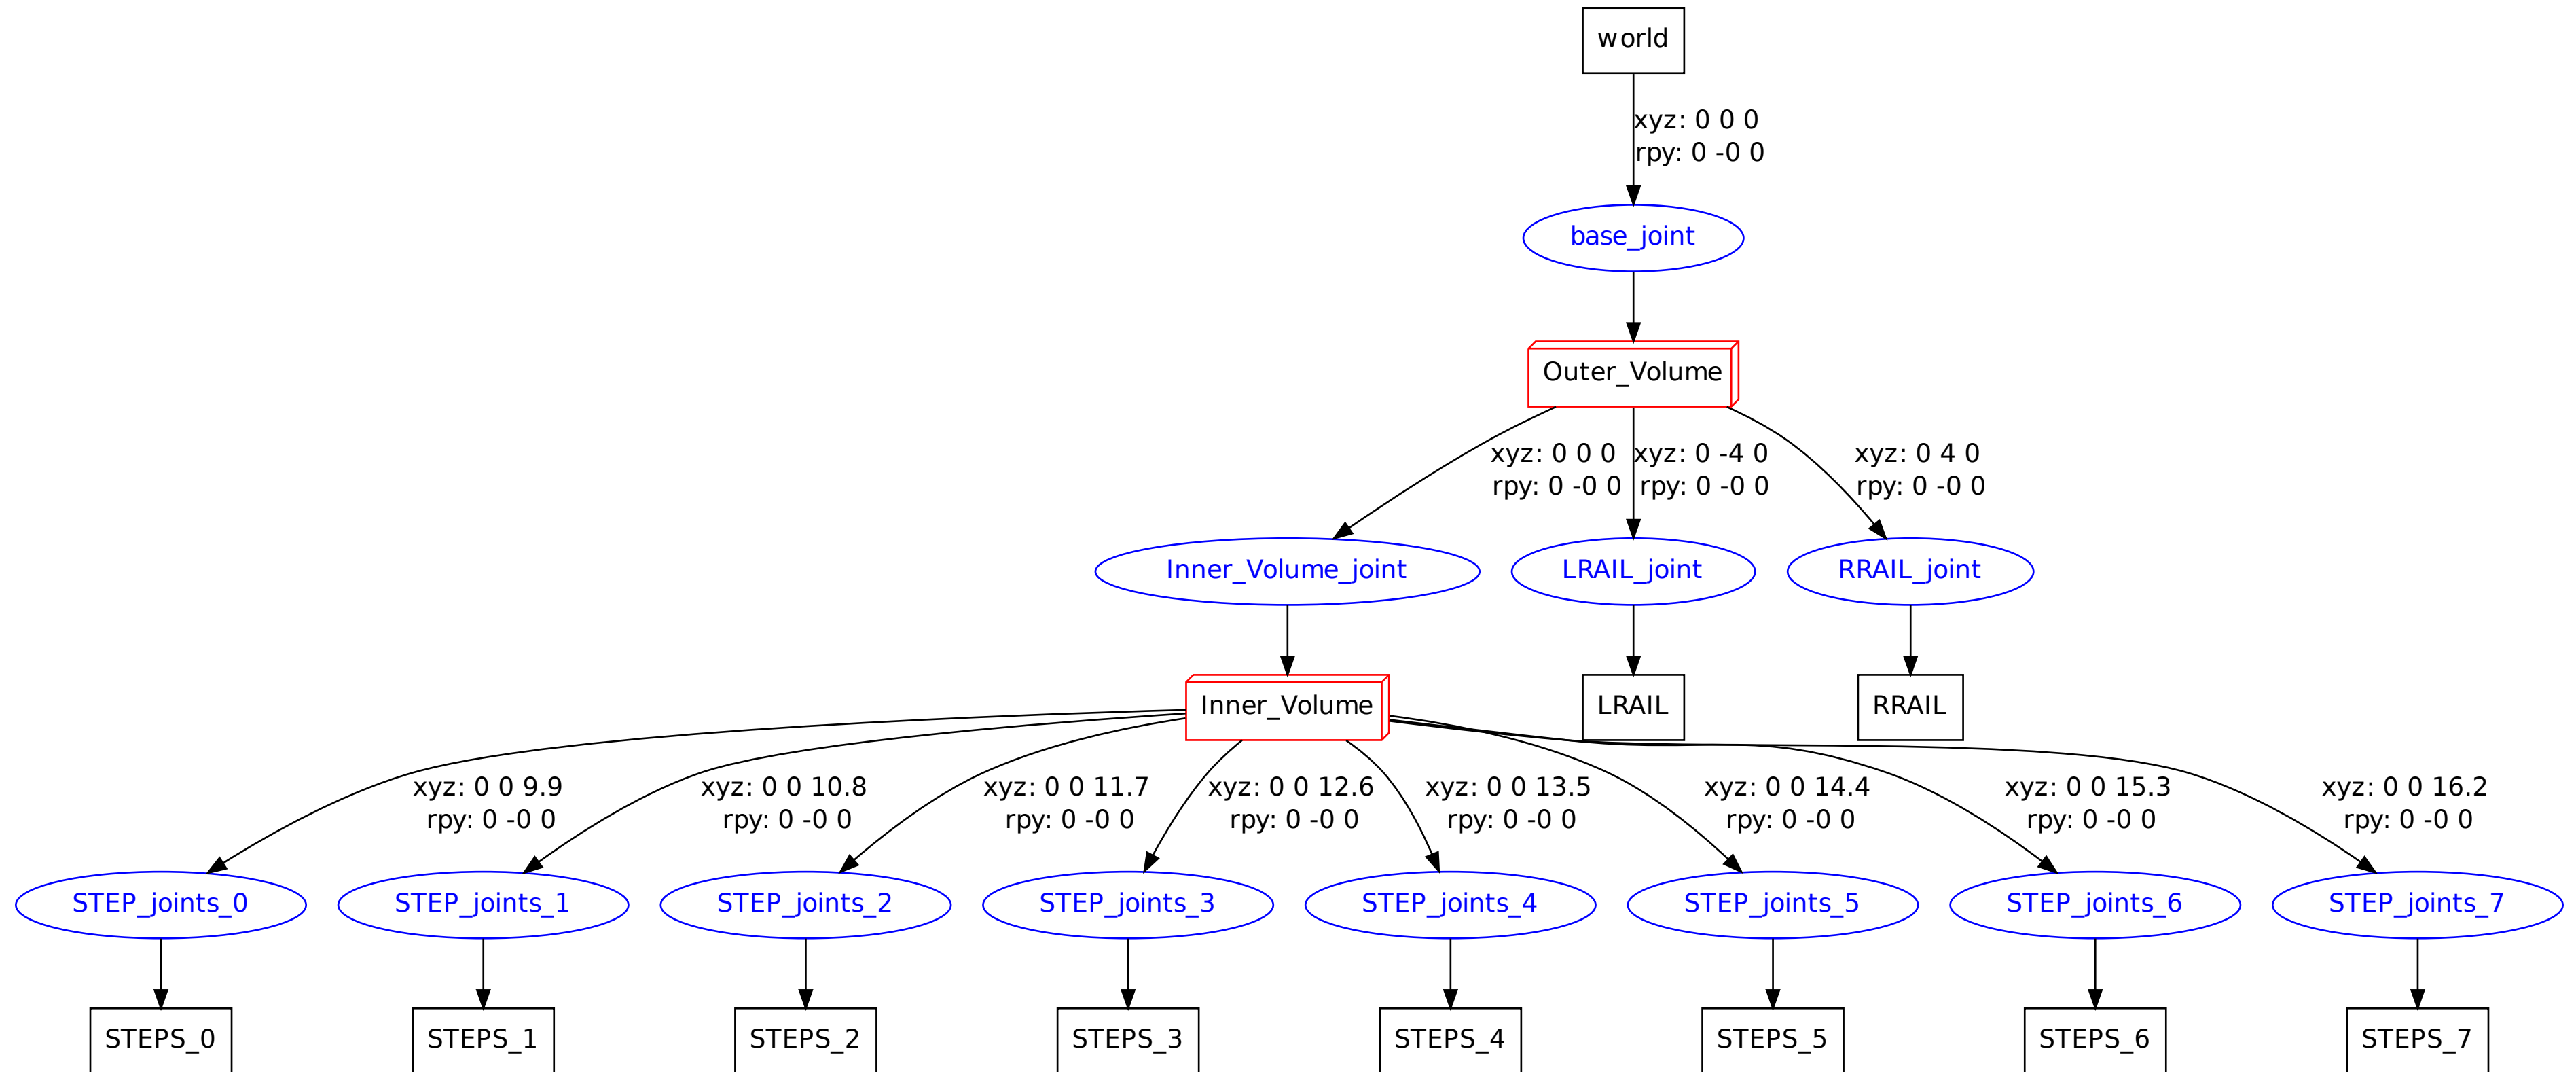 world
xyz: 0 0 0
rpy: 0 -0 0
base_joint
Outer_Volume
xyz: 0 0 0
rpy: 0 -0 0
xyz: 0 -4 0
rpy: 0 -0 0
xyz: 0 4 0
rpy: 0 -0 0
Inner_Volume_joint
LRAIL_joint
RRAIL_joint
Inner_Volume
LRAIL
RRAIL
xyz: 0 0 9.9
rpy: 0 -0 0
xyz: 0 0 10.8
rpy: 0 -0 0
xyz: 0 0 11.7
rpy: 0 -0 0
xyz: 0 0 12.6
rpy: 0 -0 0
xyz: 0 0 13.5
rpy: 0 -0 0
xyz: 0 0 14.4
rpy: 0 -0 0
xyz: 0 0 15.3
rpy: 0 -0 0
xyz: 0 0 16.2
rpy: 0 -0 0
STEP_joints_0
STEP_joints_1
STEP_joints_2
STEP_joints_3
STEP_joints_4
STEP_joints_5
STEP_joints_6
STEP_joints_7
STEPS_0
STEPS_1
STEPS_2
STEPS_3
STEPS_4
STEPS_5
STEPS_6
STEPS_7